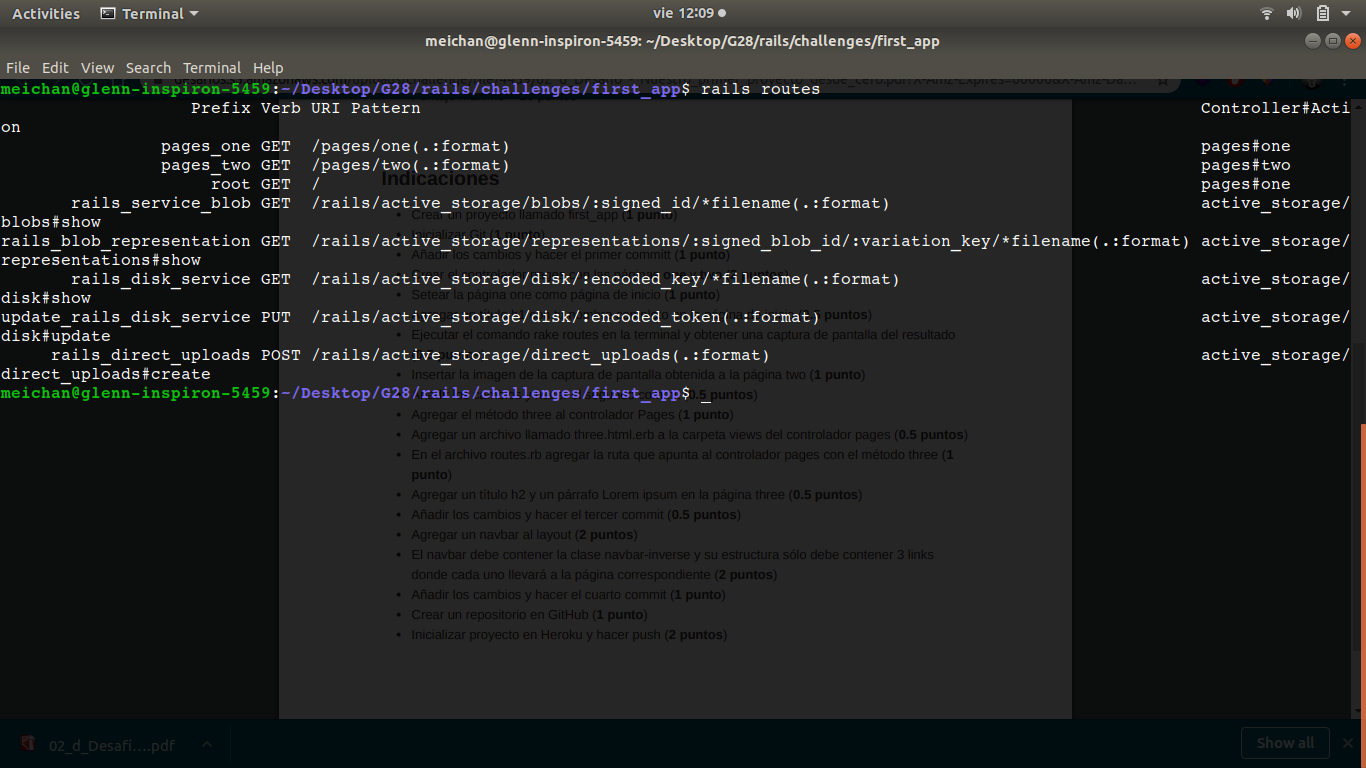 Activities Terminal vie 12:09
meichan@glenn-inspiron-5459: ~/Desktop/G28/rails/challenges/first_app
File Edit View Search Terminal Help
meichan@glenn-inspiron-5459:~/Desktop/G28/rails/challenges/first_app$ rails routes
Prefix Verb URI Pattern Controller#Acti
on
pages_one GET /pages/one(.:format) pages#one
pages_two GET /pages/two(.:format) pages#two
root GET / pages#one
rails_service_blob GET /rails/active_storage/blobs/:signed_id/*filename(.:format) active_storage/
blobs#show
rails_blob_representation GET /rails/active_storage/representations/:signed_blob_id/:variation_key/*filename(.:format) active_storage/
representations#show
rails_disk_service GET /rails/active_storage/disk/:encoded_key/*filename(.:format) active_storage/
disk#show
update_rails_disk_service PUT /rails/active_storage/disk/:encoded_token(.:format) active_storage/
disk#update
rails_direct_uploads POST /rails/active_storage/direct_uploads(.:format) active_storage/
direct_uploads#create
meichan@glenn-inspiron-5459:~/Desktop/G28/rails/challenges/first_app$ _
Indicaciones
• Crear un proyecto llamado first_app (1 punto)
• Inicializar Git (1 punto)
• Añadir los cambios y hacer el primer committ (1 punto)
• Setear la página one como página de inicio (1 punto)
• Ejecutar el comando rake routes en la terminal y obtener una captura de pantalla del resultado
• Insertar la imagen de la captura de pantalla obtenida a la página two (1 punto)
(0.5 puntos)
• Agregar el método three al controlador Pages (1 punto)
• Agregar un archivo llamado three.html.erb a la carpeta views del controlador pages (0.5 puntos)
• En el archivo routes.rb agregar la ruta que apunta al controlador pages con el método three (1
punto)
• Agregar un título h2 y un párrafo Lorem ipsum en la página three (0.5 puntos)
• Añadir los cambios y hacer el tercer commit (0.5 puntos)
• Agregar un navbar al layout (2 puntos)
• El navbar debe contener la clase navbar-inverse y su estructura sólo debe contener 3 links
donde cada uno llevará a la página correspondiente (2 puntos)
• Añadir los cambios y hacer el cuarto commit (1 punto)
• Crear un repositorio en GitHub (1 punto)
• Inicializar proyecto en Heroku y hacer push (2 puntos)
02_d_Desafí....pdf Show all